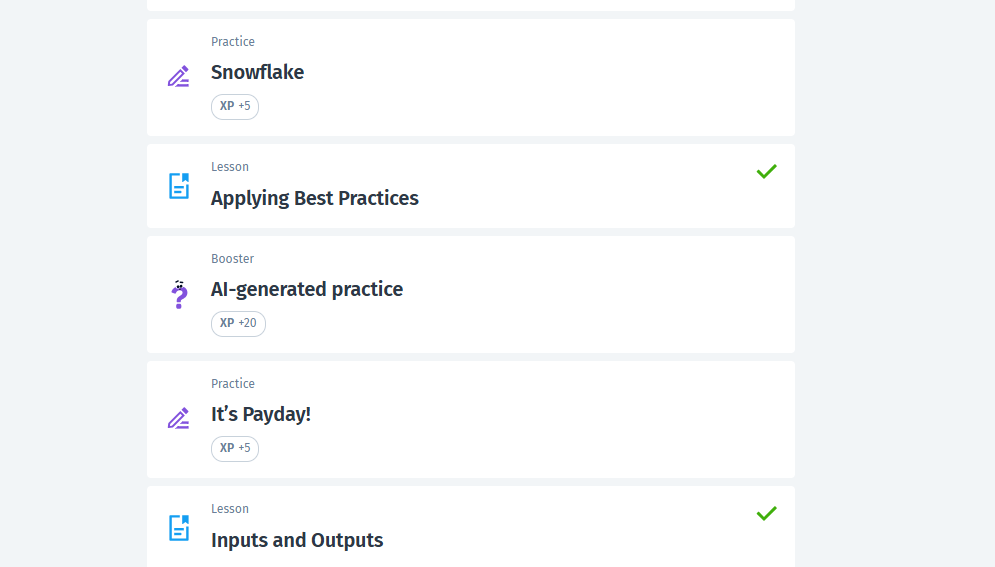 Practice
Snowflake
XP +5
Lesson
Applying Best Practices
Booster
AI-generated practice
XP +20
Practice
It’s Payday!
XP +5
Lesson
Inputs and Outputs